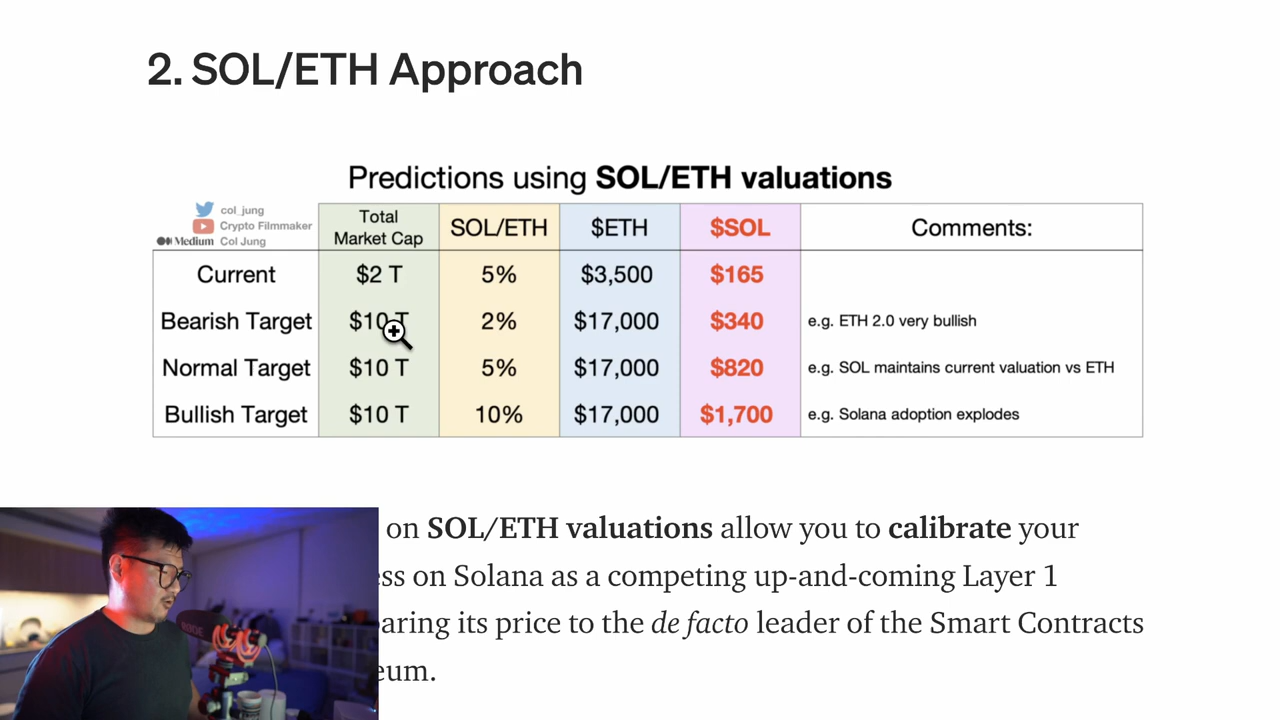 2. SOL/ETH Approach
Predictions using SOL/ETH valuations
col_jung
Crypto Filmmaker
Medium Col Jung
Total Market Cap SOL/ETH $ETH $SOL Comments:
Current $2 T 5% $3,500 $165
Bearish Target $10 T 2% $17,000 $340 e.g. ETH 2.0 very bullish
Normal Target $10 T 5% $17,000 $820 e.g. SOL maintains current valuation vs ETH
Bullish Target $10 T 10% $17,000 $1,700 e.g. Solana adoption explodes
on SOL/ETH valuations allow you to calibrate your
on Solana as a competing up-and-coming Layer 1
its price to the de facto leader of the Smart Contracts
RODE